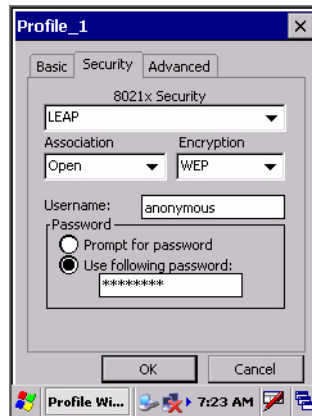 Profile_1
Basic Security Advanced
8021x Security
LEAP
Association Encryption
Open WEP
Username: anonymous
Password
Prompt for password
Use following password:
********
OK Cancel
Profile Wi... 7:23 AM